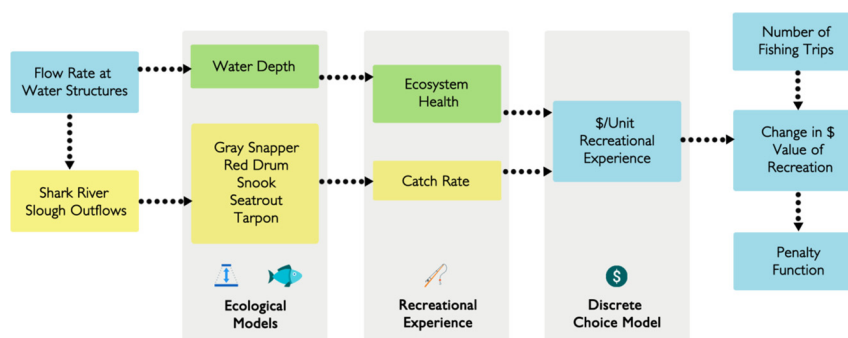 Flow Rate at
Water Structures
Shark River
Slough Outflows
Water Depth
Gray Snapper
Red Drum
Snook
Seatrout
Tarpon
Ecological
Models
Ecosystem
Health
Catch Rate
Recreational
Experience
$/Unit
Recreational
Experience
$
Discrete
Choice Model
Number of
Fishing Trips
Change in $
Value of
Recreation
Penalty
Function